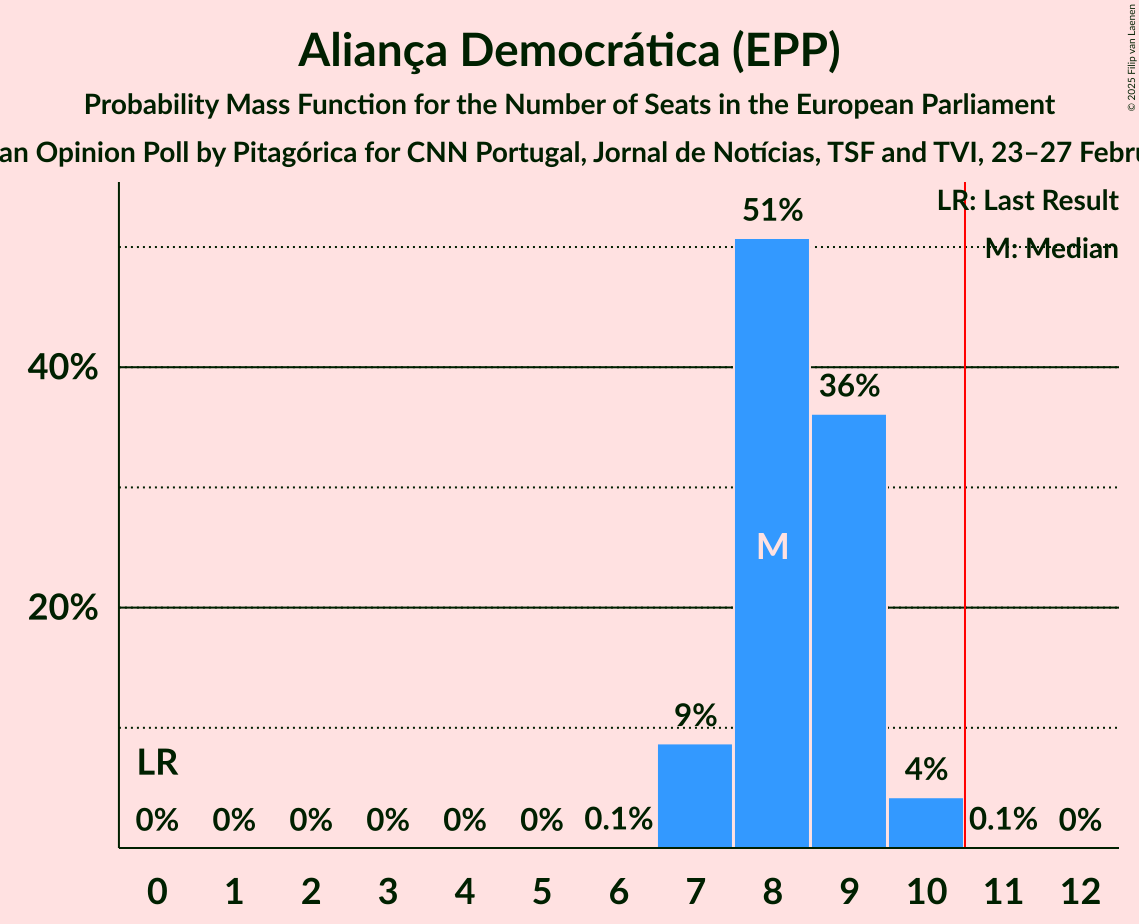 Aliança Democrática (EPP)
Probability Mass Function for the Number of Seats in the European Parliament
an Opinion Poll by Pitagórica for CNN Portugal, Jornal de Notícias, TSF and TVI, 23–27 Febru
© 2025 Filip van Laenen
LR: Last Result
M: Median
51%
40%
36%
M
20%
9%
LR
4%
0% 0% 0% 0% 0% 0% 0.1% 0.1% 0%
0 1 2 3 4 5 6 7 8 9 10 11 12